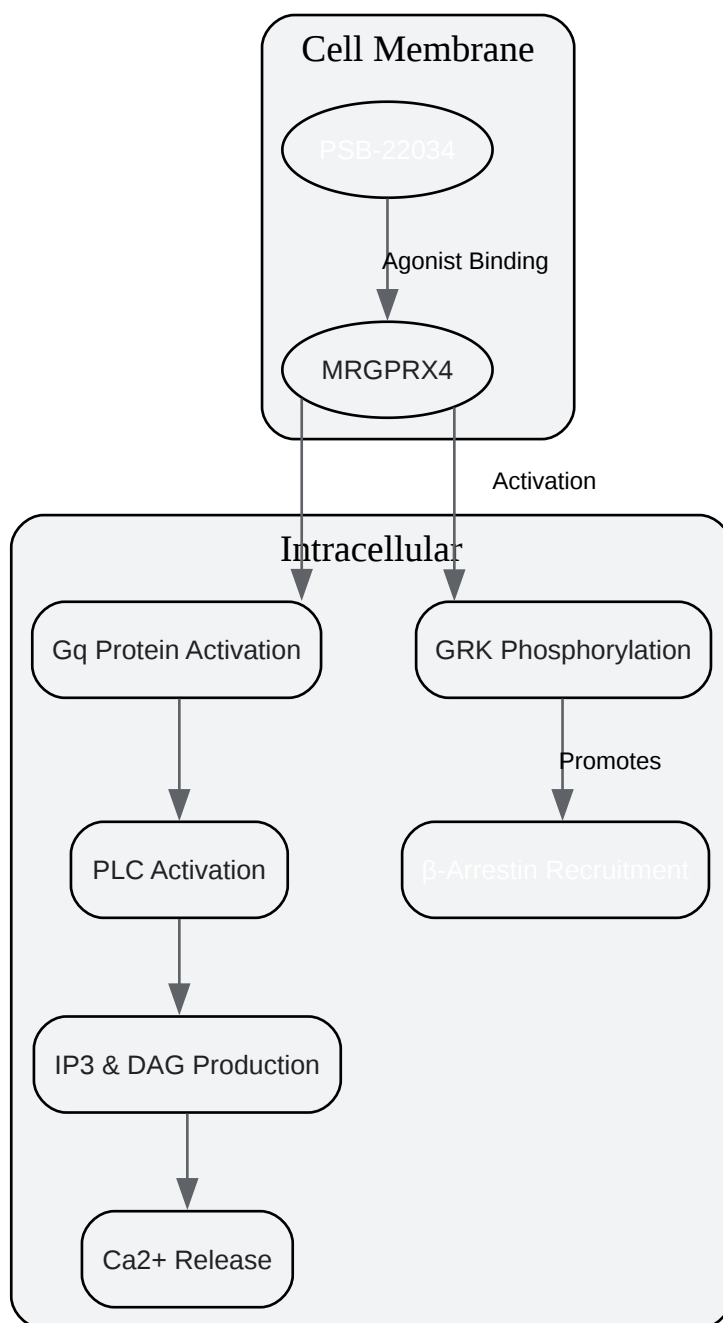 Cell Membrane
PSB-22034
Agonist Binding
MRGPRX4
Activation
Intracellular
Gq Protein Activation
GRK Phosphorylation
Promotes
PLC Activation
β-Arrestin Recruitment
IP3 & DAG Production
Ca2+ Release